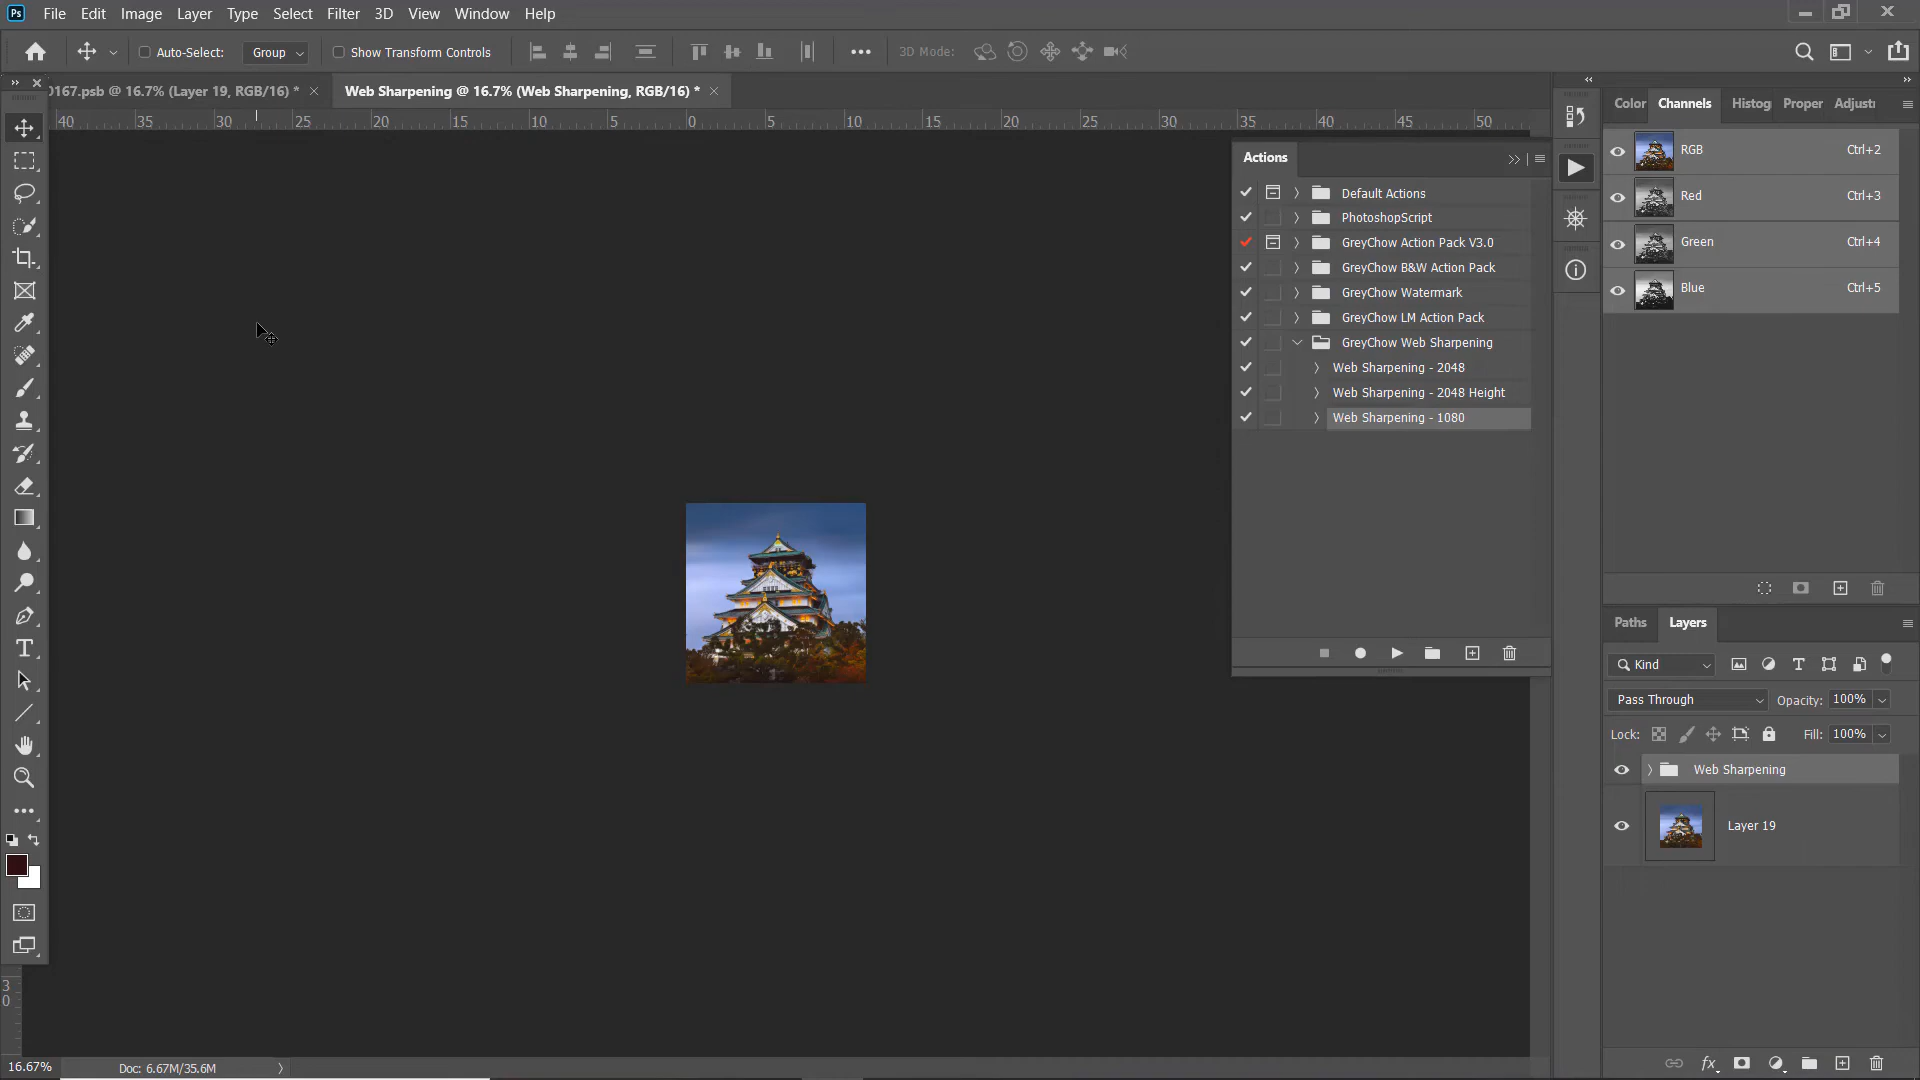 Ps File Edit Image Layer Type Select Filter 3D View Window Help
Auto-Select: Group Show Transform Controls 3D Mode:
0167.psb @ 16.7% (Layer 19, RGB/16) * Web Sharpening @ 16.7% (Web Sharpening, RGB/16) *
40 35 30 25 20 15 10 5 0 5 10 15 20 25 30 35 40 45 50
Color Channels Histog Proper Adjust
Actions
RGB Ctrl+2
Red Ctrl+3
Green Ctrl+4
Blue Ctrl+5
Default Actions
PhotoshopScript
GreyChow Action Pack V3.0
GreyChow B&W Action Pack
GreyChow Watermark
GreyChow LM Action Pack
GreyChow Web Sharpening
Web Sharpening - 2048
Web Sharpening - 2048 Height
Web Sharpening - 1080
Paths Layers
Kind
Pass Through Opacity: 100%
Lock: Fill: 100%
Web Sharpening
Layer 19
3
0
16.67% Doc: 6.67M/35.6M